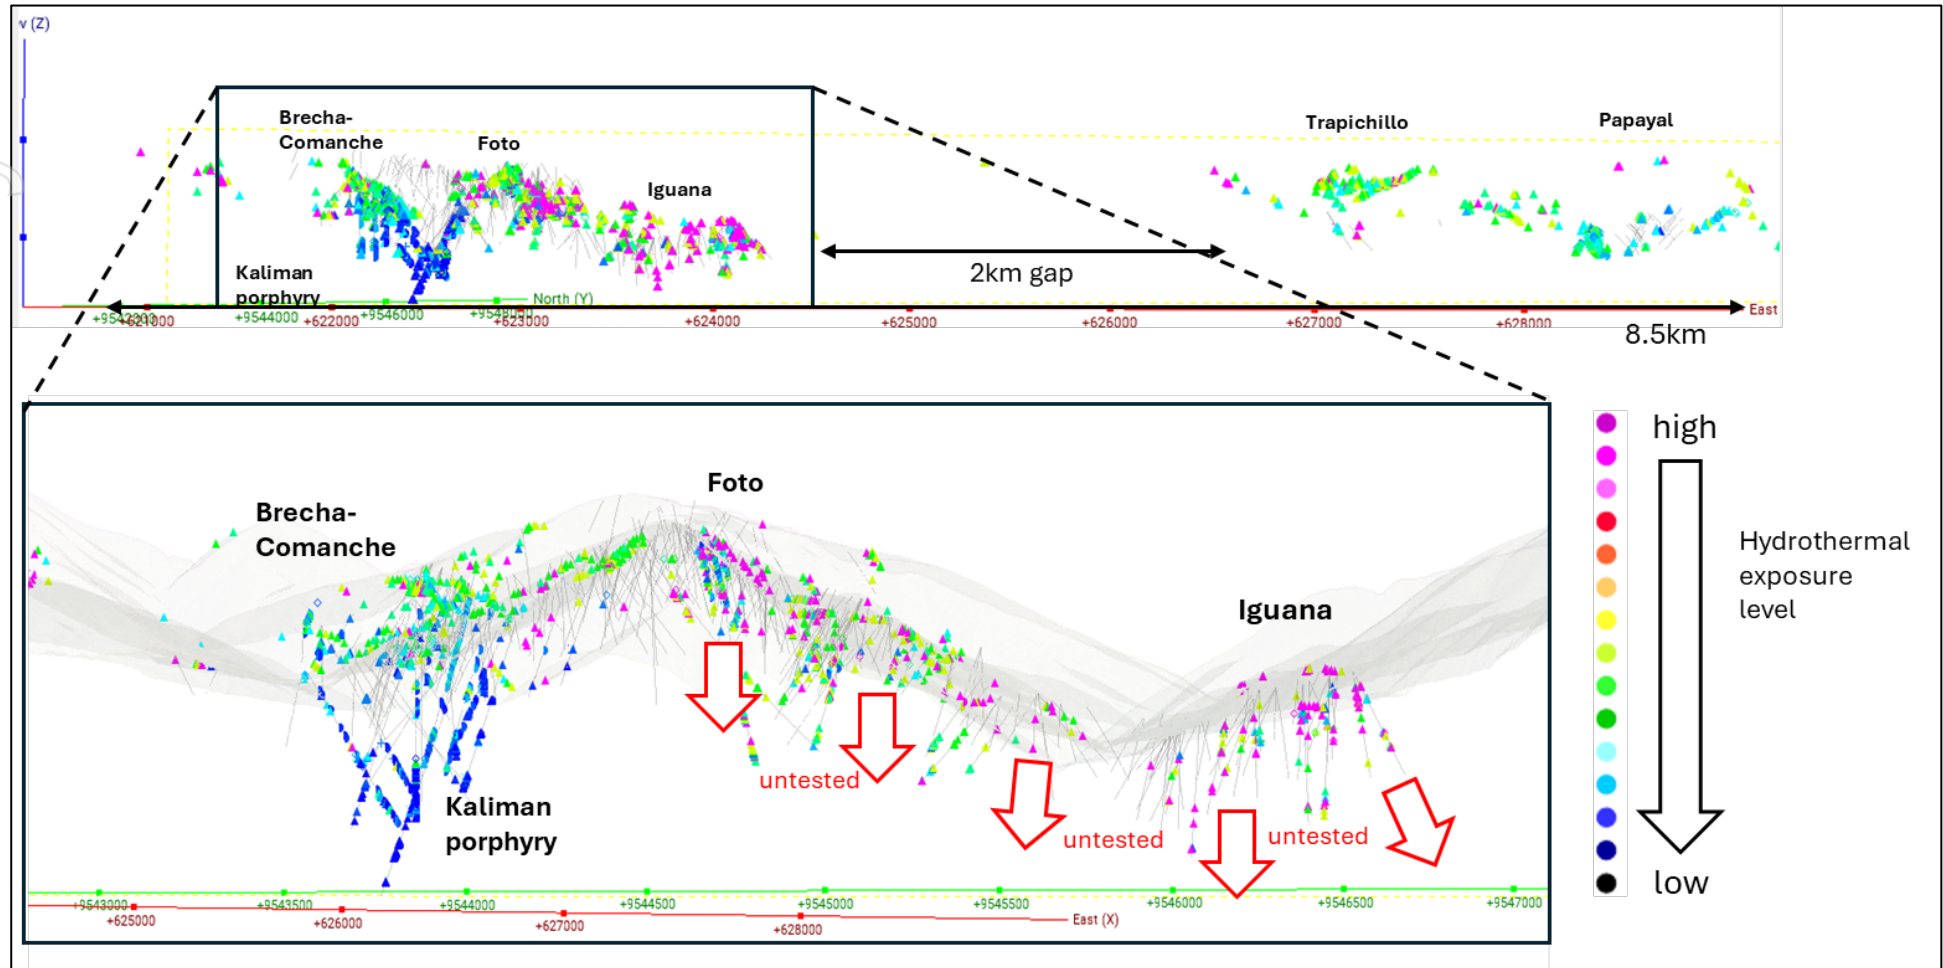 v (Z)
Brecha-
Comanche
Foto
Iguana
Trapichillo
Papayal
Kaliman
porphyry
2km gap
North (Y)
+9544000
+9546000
+9548000
+621000
+622000
+623000
+624000
+625000
+626000
+627000
+628000
East
8.5km
Foto
Brecha-
Comanche
Iguana
Kaliman
porphyry
untested
untested
untested
+9543000
+9543500
+9544000
+9544500
+9545000
+9545500
+9546000
+9546500
+9547000
+625000
+626000
+627000
+628000
East (X)
high
Hydrothermal
exposure
level
low